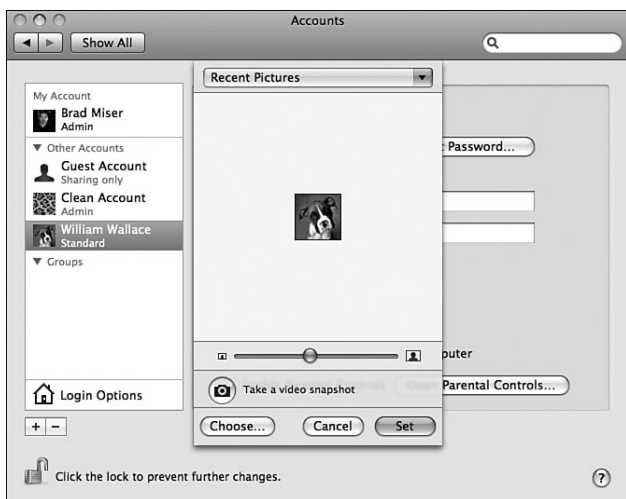 Accounts
Show All
Recent Pictures
My Account
Brad Miser
Admin
Other Accounts
Guest Account
Sharing only
Clean Account
Admin
William Wallace
Standard
Groups
Login Options
+ −
Password...
puter
Parental Controls...
Take a video snapshot
Choose...
Cancel
Set
Click the lock to prevent further changes.
?